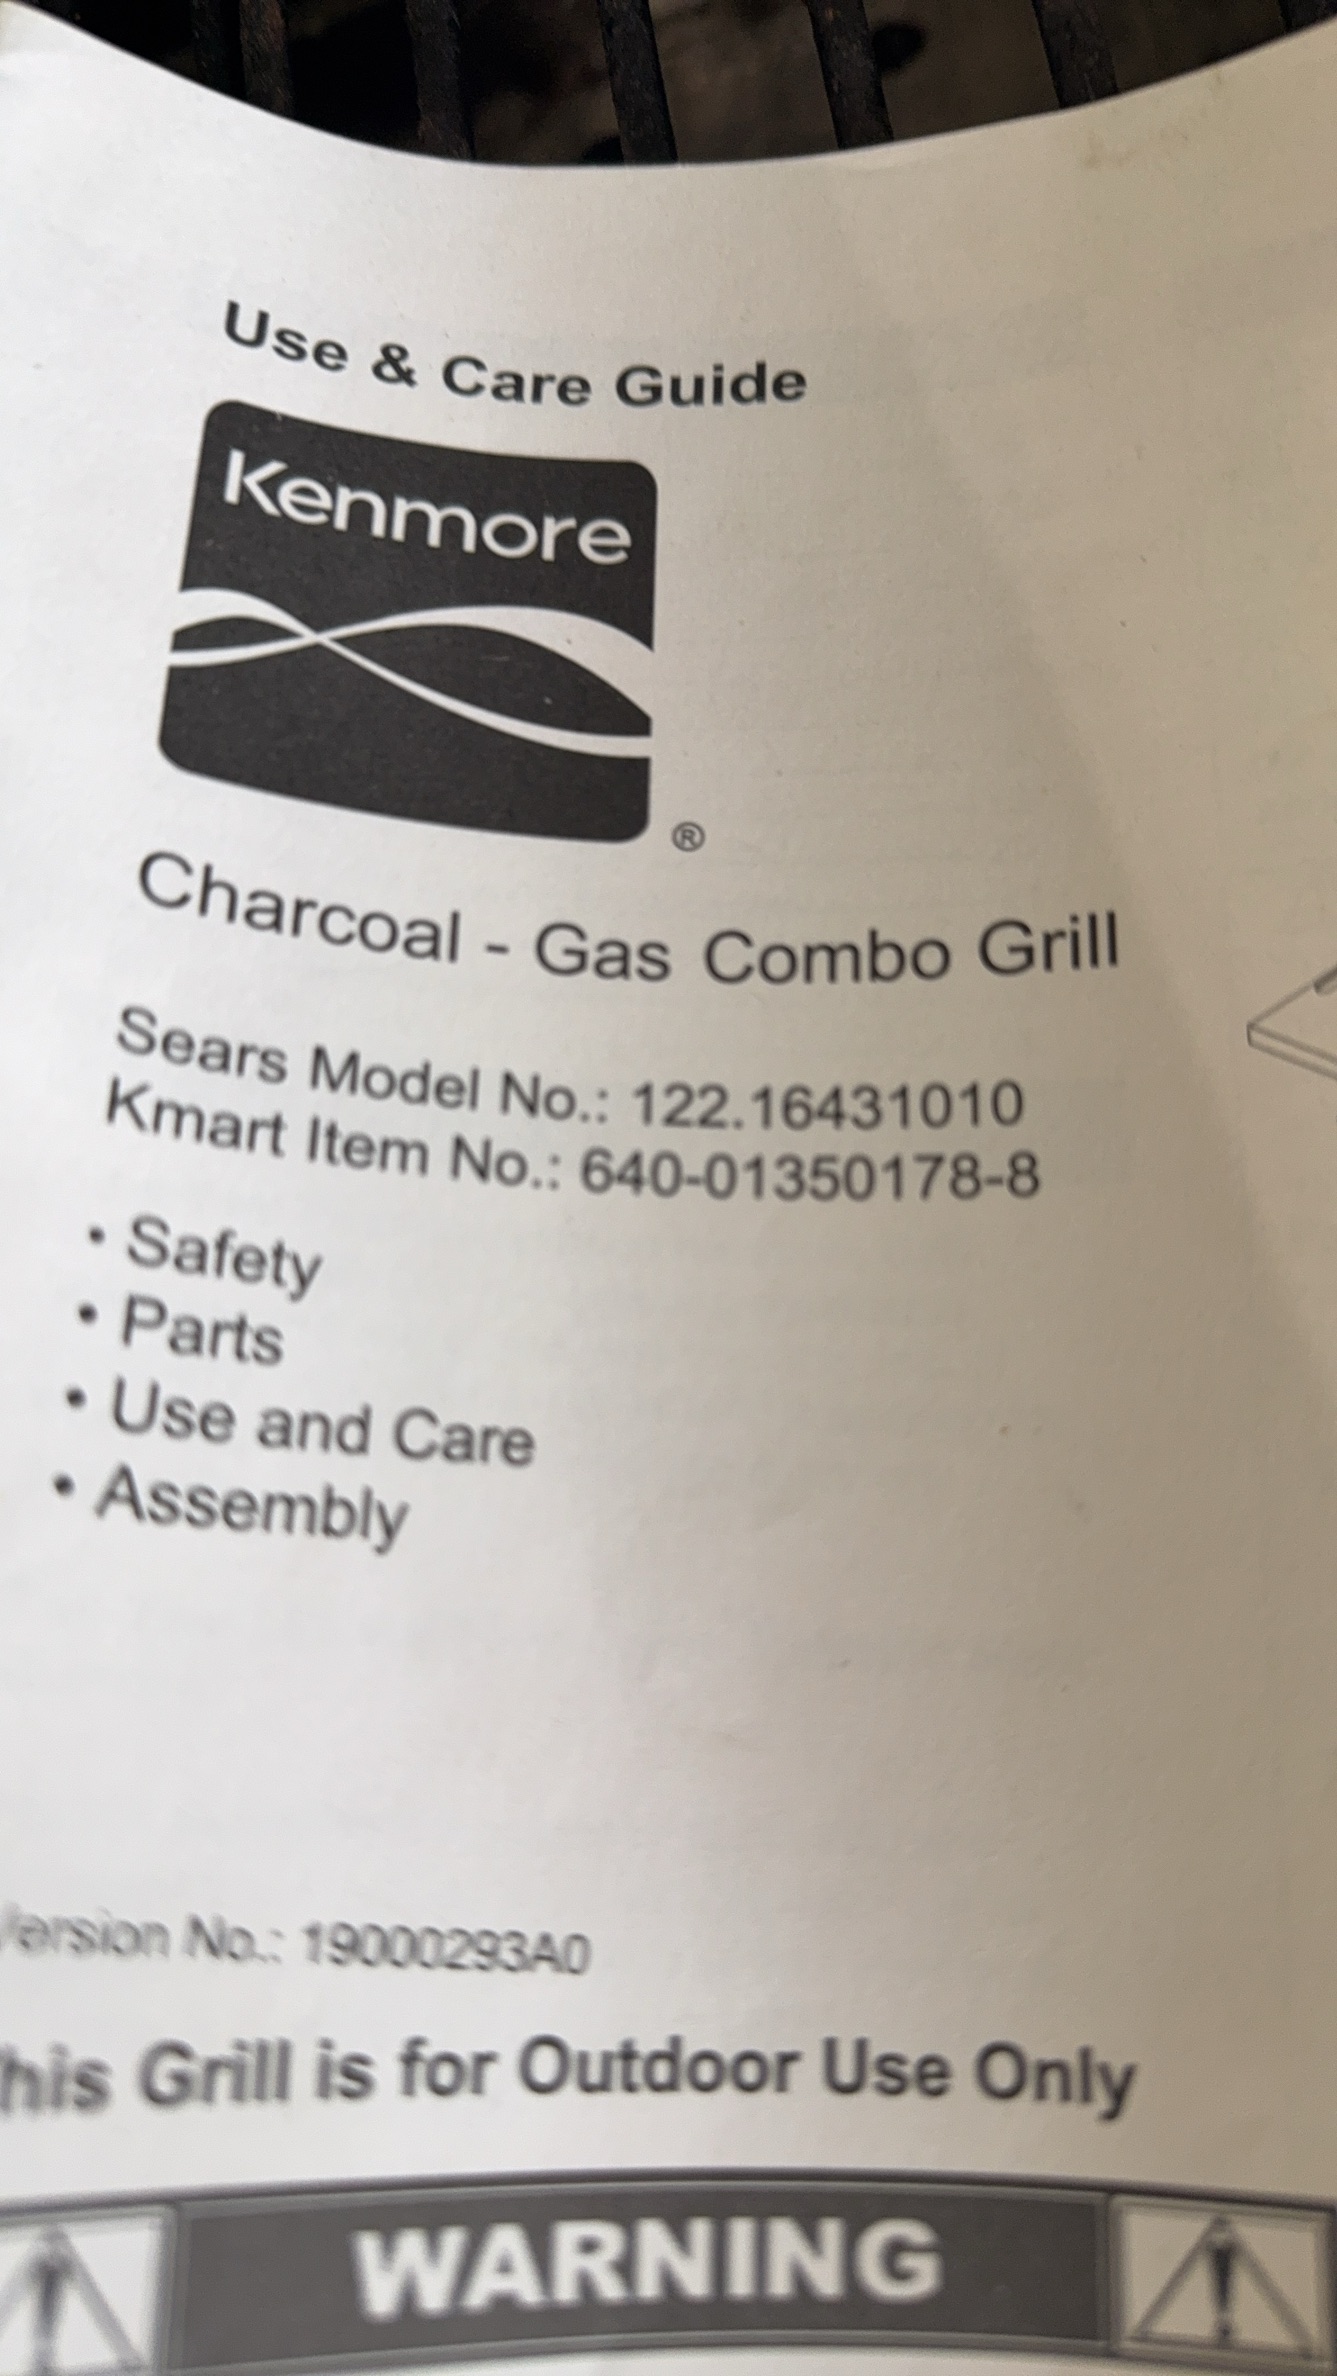 Use & Care Guide
Kenmore
®
Charcoal - Gas Combo Grill
Sears Model No.: 122.16431010
Kmart Item No.: 640-01350178-8
• Safety
• Parts
• Use and Care
• Assembly
Version No.: 19000293A0
his Grill is for Outdoor Use Only
WARNING